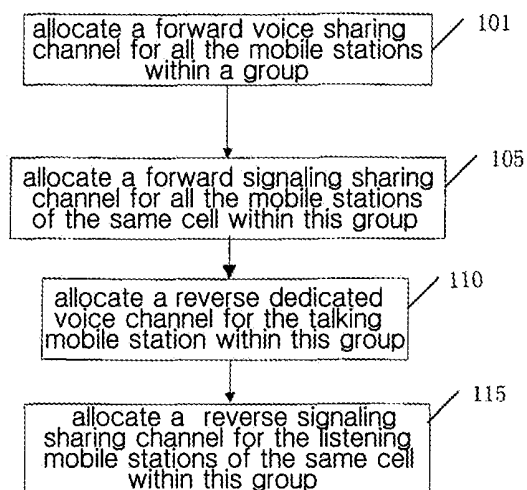 allocate a forward voice sharing
channel for all the mobile stations
within a group
101
allocate a forward signaling sharing
channel for all the mobile stations
of the same cell within this group
105
allocate a reverse dedicated
voice channel for the talking
mobile station within this group
110
allocate a reverse signaling
sharing channel for the listening
mobile stations of the same cell
within this group
115